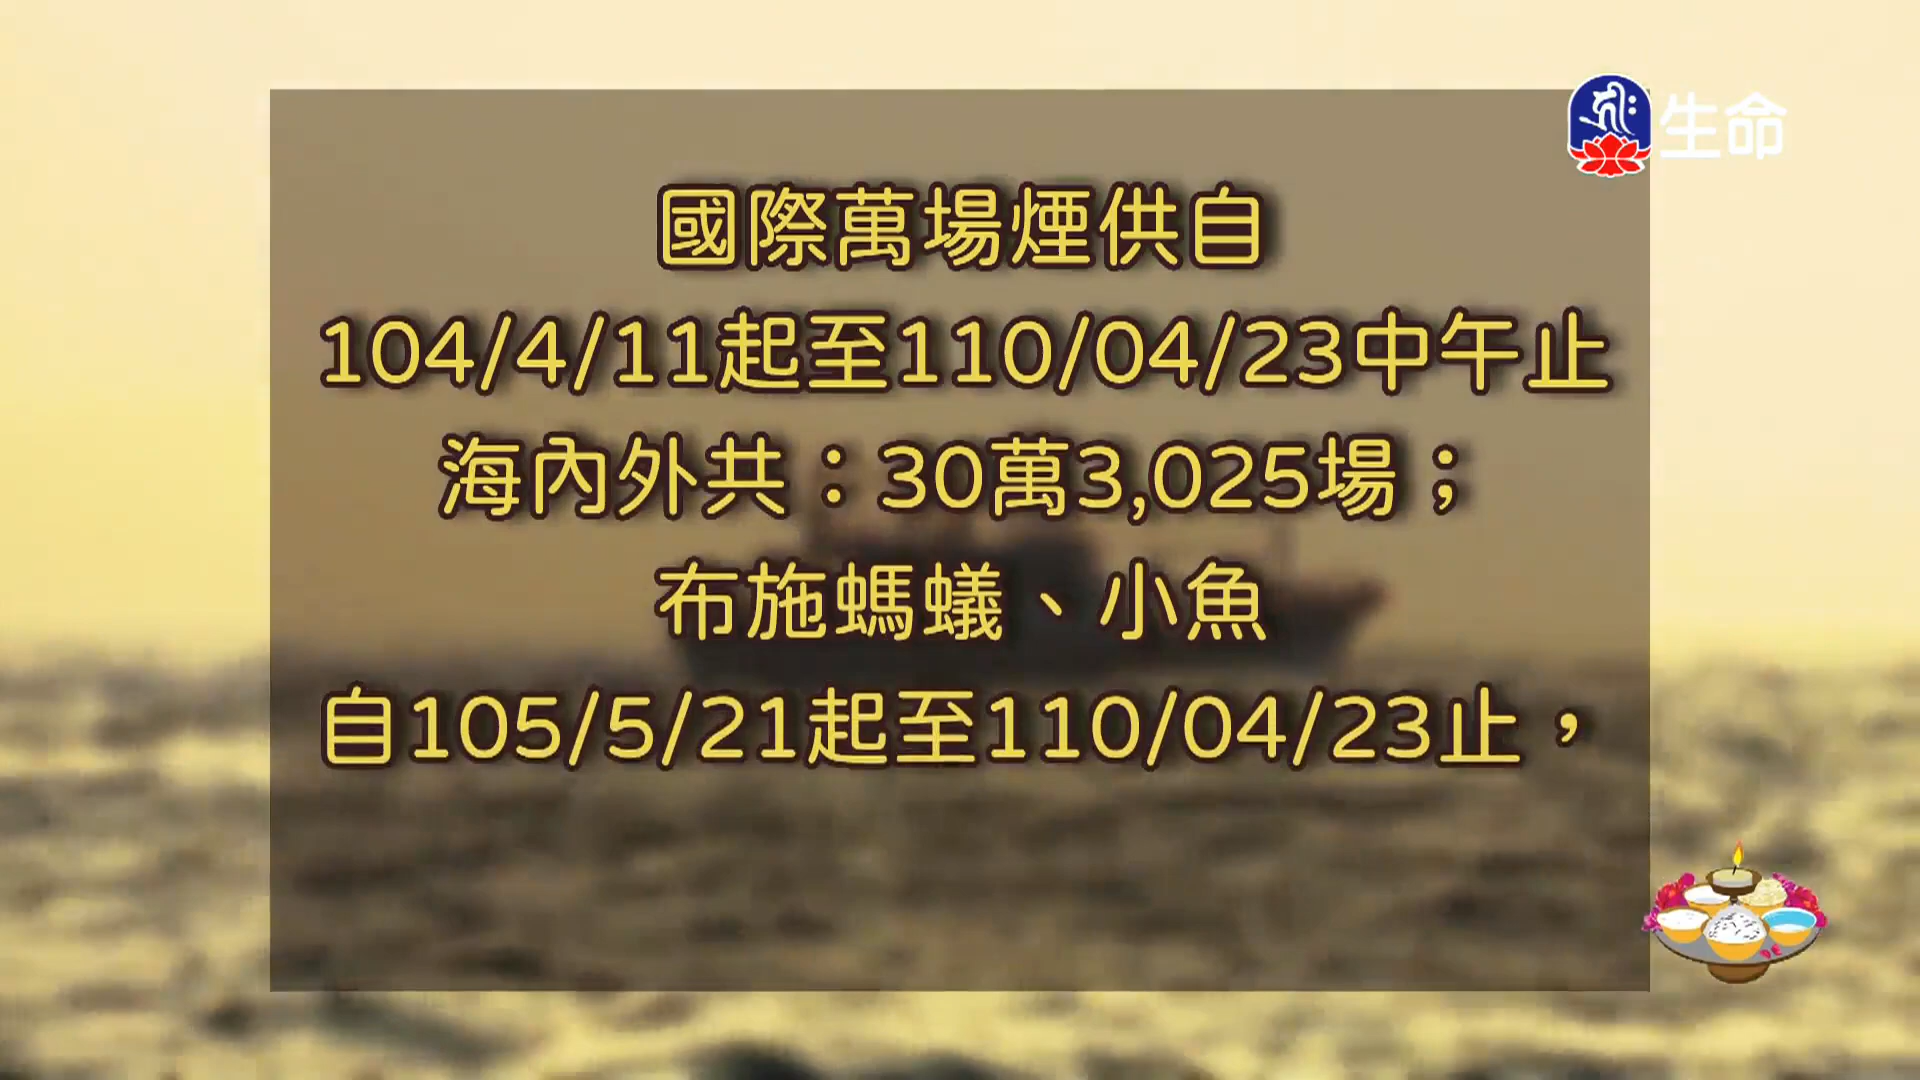 生命
國際萬場煙供自
104/4/11起至110/04/23中午止
海內外共：30萬3,025場；
布施螞蟻、小魚
自105/5/21起至110/04/23止，